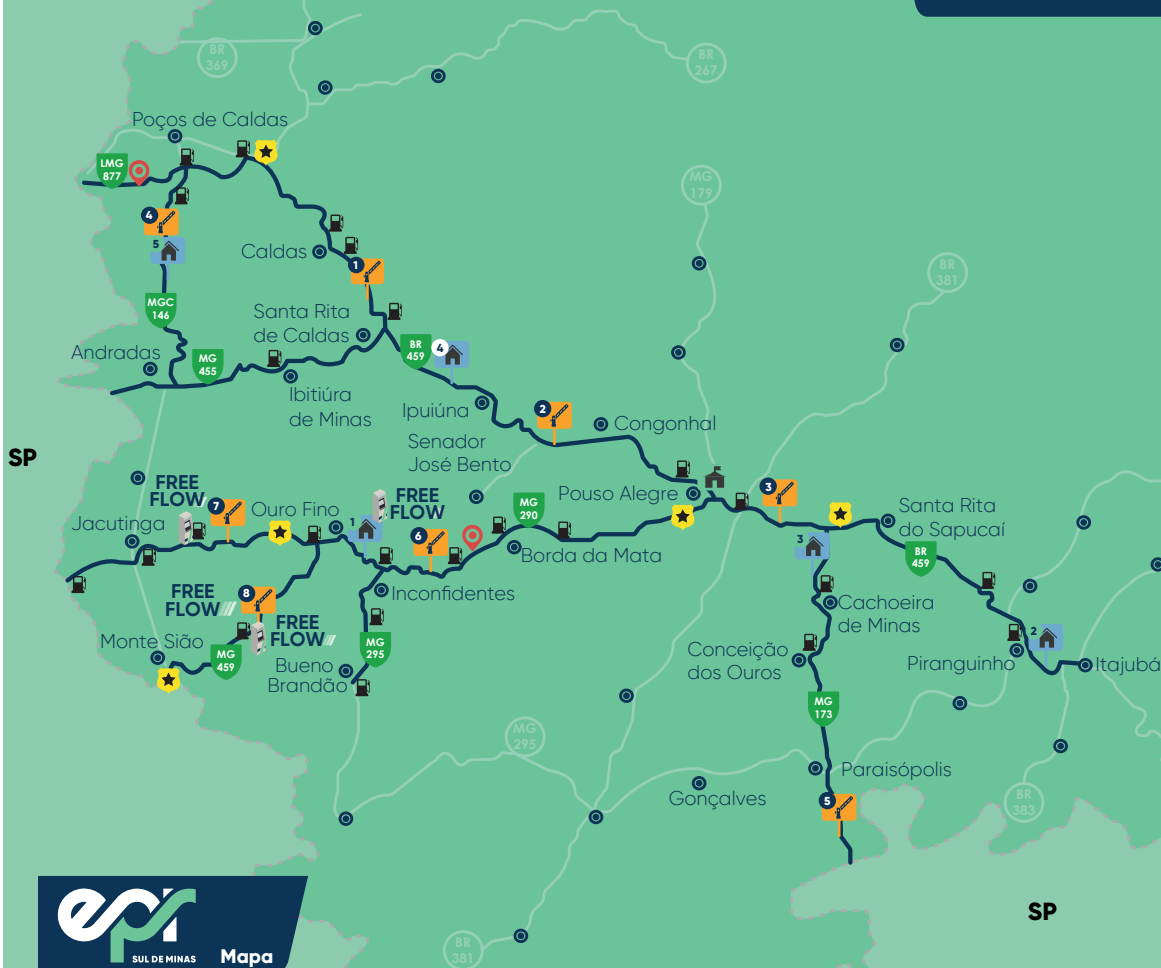 BR
369
BR
267
Poços de Caldas
LMG
877
MG
179
4
5
Caldas
1
BR
381
MGC
146
Santa Rita
de Caldas
BR
459
4
Andradas
MG
455
Ibitiúra
de Minas
Ipuiúna
2
Congonhal
Senador
José Bento
SP
FREE
FLOW
7
Ouro Fino
1
FREE
FLOW
MG
290
Pouso Alegre
3
Santa Rita
do Sapucaí
Jacutinga
6
Borda da Mata
3
BR
459
FREE
FLOW
8
Inconfidentes
Cachoeira
de Minas
FREE
FLOW
Monte Sião
MG
459
MG
295
Bueno
Brandão
Conceição
dos Ouros
2
Piranguinho
Itajubá
MG
173
MG
295
Paraisópolis
Gonçalves
5
BR
383
SP
epr
SUL DE MINAS
Mapa
BR
381